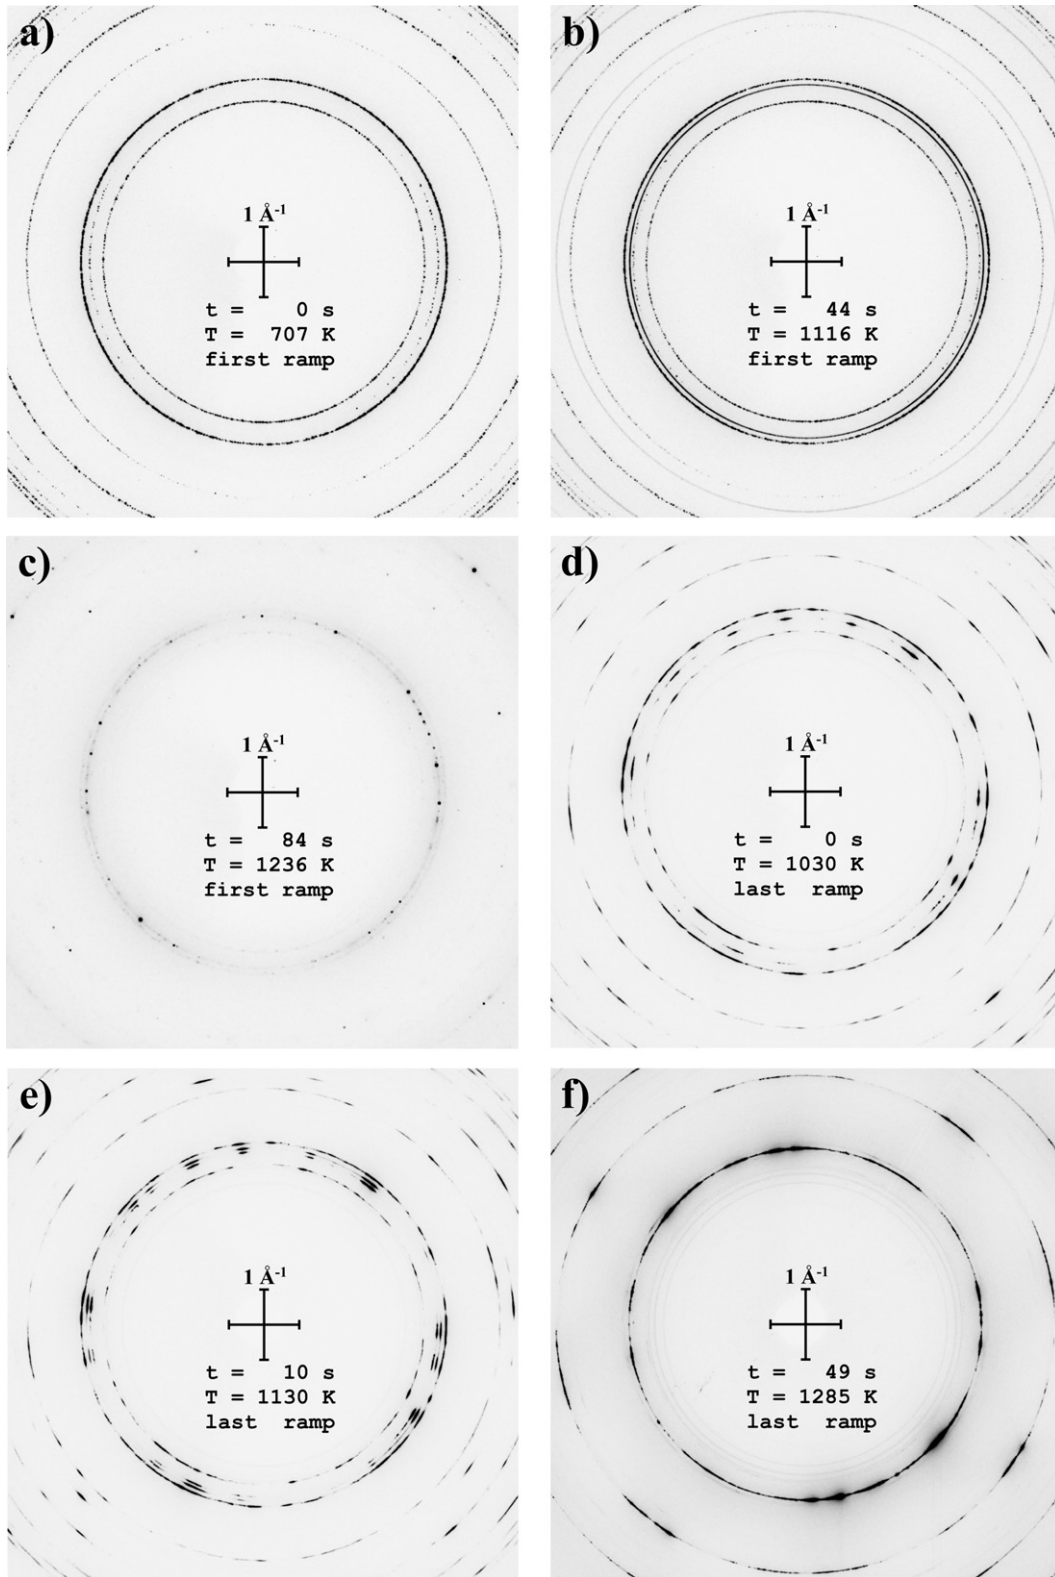 a)
1 Å-1
t = 0 s
T = 707 K
first ramp
b)
1 Å-1
t = 44 s
T = 1116 K
first ramp
c)
1 Å-1
t = 84 s
T = 1236 K
first ramp
d)
1 Å-1
t = 0 s
T = 1030 K
last ramp
e)
1 Å-1
t = 10 s
T = 1130 K
last ramp
f)
1 Å-1
t = 49 s
T = 1285 K
last ramp